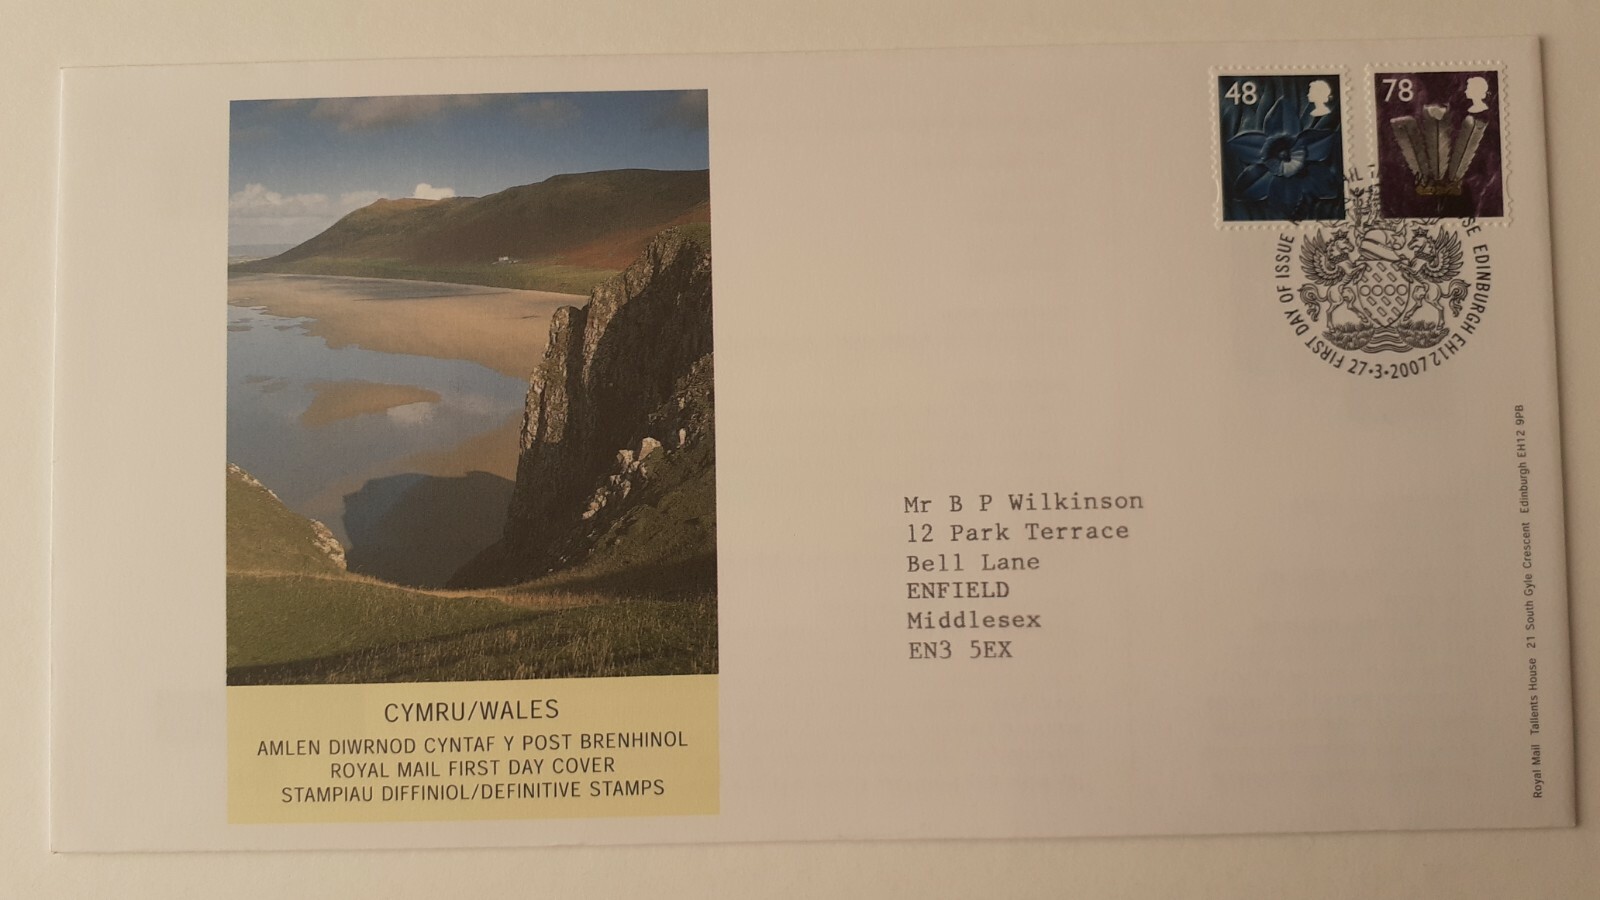 48
78
FIRST DAY OF ISSUE
EDINBURGH EH12
27·3·2007
Mr B P Wilkinson
12 Park Terrace
Bell Lane
ENFIELD
Middlesex
EN3 5EX
CYMRU/WALES
AMLEN DIWRNOD CYNTAF Y POST BRENHINOL
ROYAL MAIL FIRST DAY COVER
STAMPIAU DIFFINIOL/DEFINITIVE STAMPS
Royal Mail Tallents House 21 South Gyle Crescent Edinburgh EH12 9PB